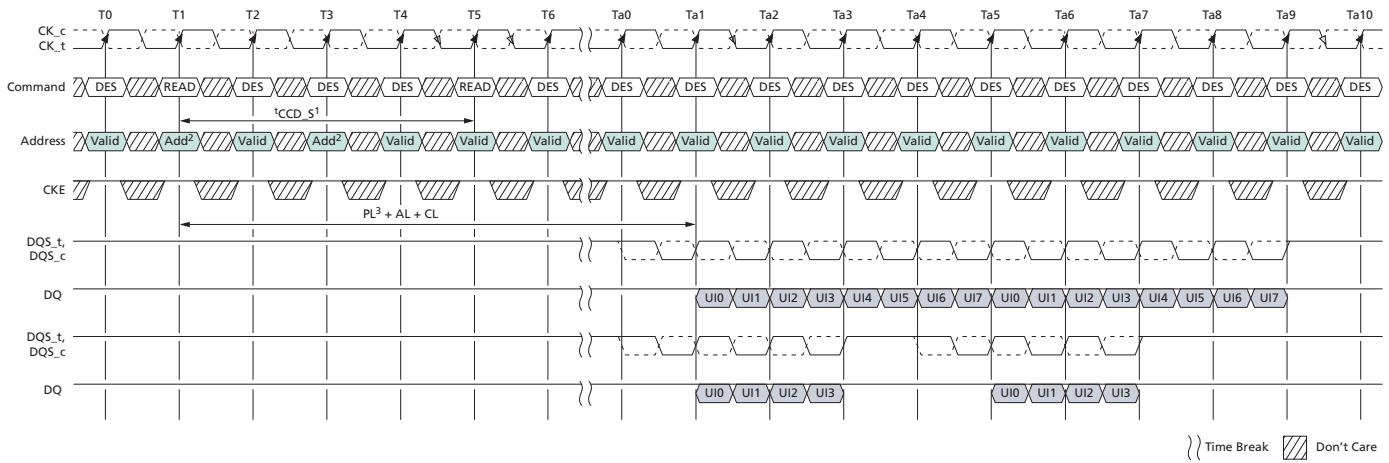 T0 T1 T2 T3 T4 T5 T6 Ta0 Ta1 Ta2 Ta3 Ta4 Ta5 Ta6 Ta7 Ta8 Ta9 Ta10
CK_c
CK_t
Command DES READ DES DES DES READ DES DES DES DES DES DES DES DES DES DES DES DES
tCCD_S1
Address Valid Add2 Valid Add2 Valid Valid Valid Valid Valid Valid Valid Valid Valid Valid Valid Valid Valid Valid
CKE
PL3 + AL + CL
DQS_t,
DQS_c
DQ UI0 UI1 UI2 UI3 UI4 UI5 UI6 UI7 UI0 UI1 UI2 UI3 UI4 UI5 UI6 UI7
DQS_t,
DQS_c
DQ UI0 UI1 UI2 UI3 UI0 UI1 UI2 UI3
Time Break Don't Care